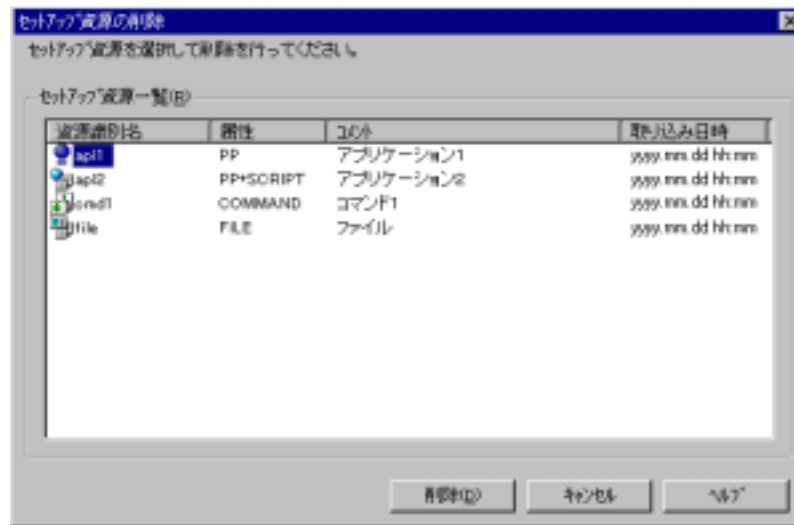 ｾｯﾄｱｯﾌﾟ資源の削除
ｾｯﾄｱｯﾌﾟ資源を選択して削除を行ってください。
ｾｯﾄｱｯﾌﾟ資源一覧(R)
資源識別名 属性 ｺﾒﾝﾄ 取り込み日時
apl1 PP アプリケーション1 yyyy.mm.dd hh:mm
apl2 PP+SCRIPT アプリケーション2 yyyy.mm.dd hh:mm
cmd1 COMMAND コマンド1 yyyy.mm.dd hh:mm
file FILE ファイル yyyy.mm.dd hh:mm
削除(D) ｷｬﾝｾﾙ ﾍﾙﾌﾟ